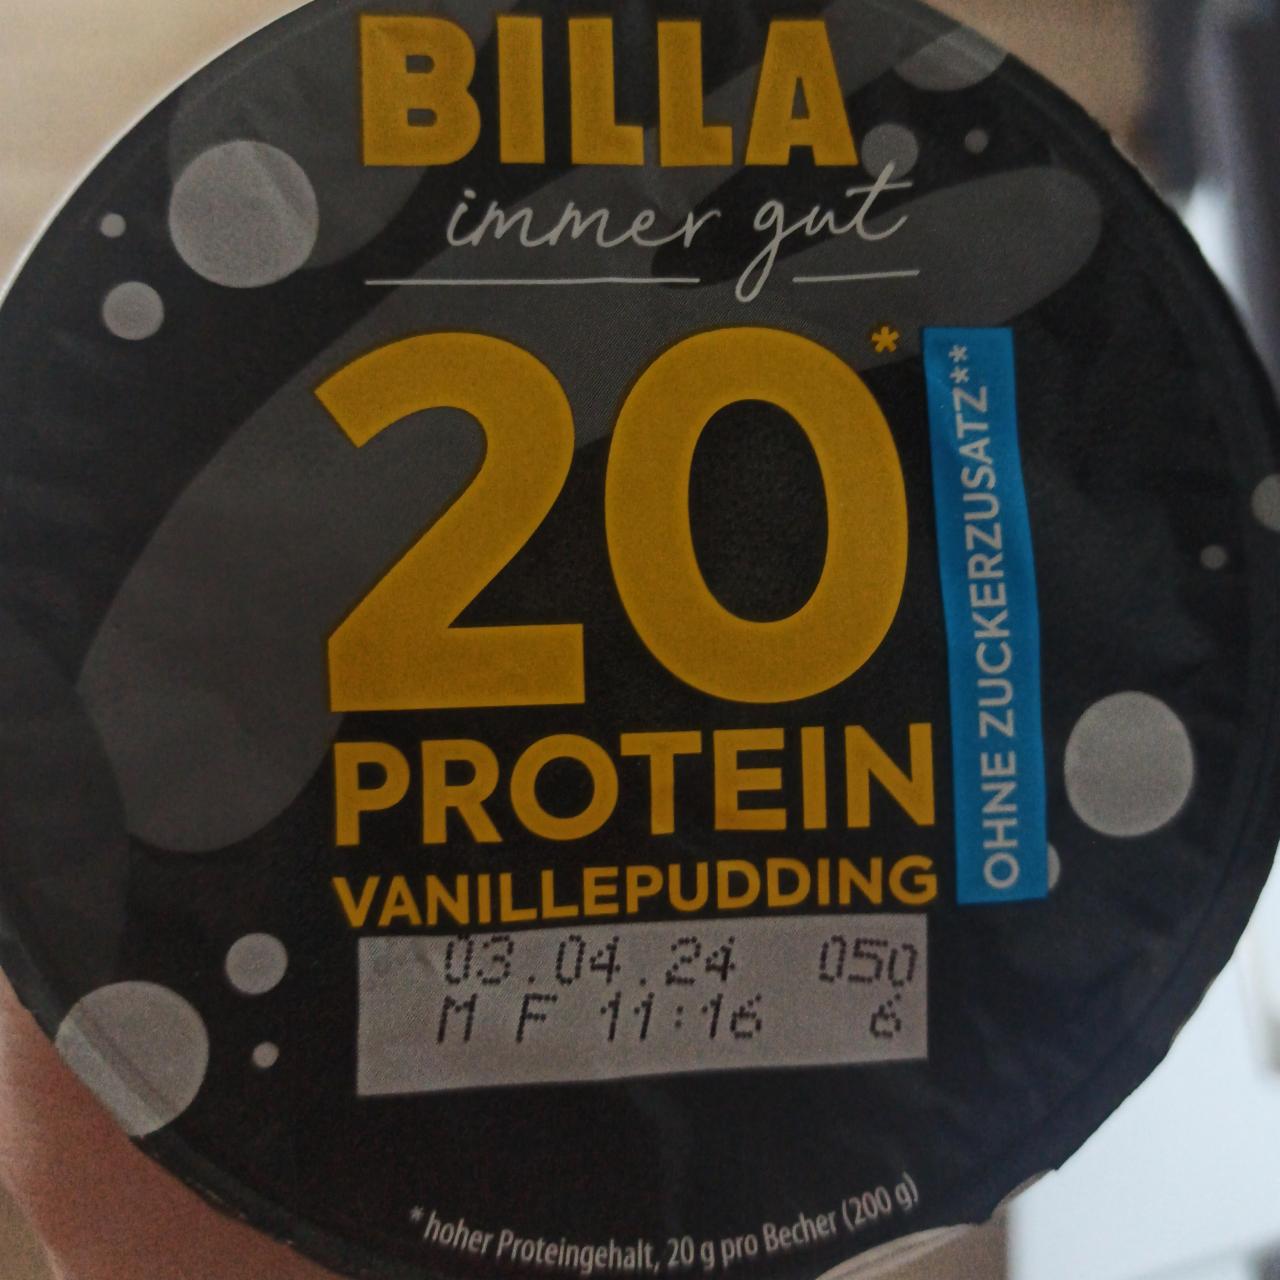 BILLA
immer gut
20*
PROTEIN
VANILLEPUDDING
OHNE ZUCKERZUSATZ**
03.04.24 050
M F 11:16 6
* hoher Proteingehalt, 20 g pro Becher (200 g)